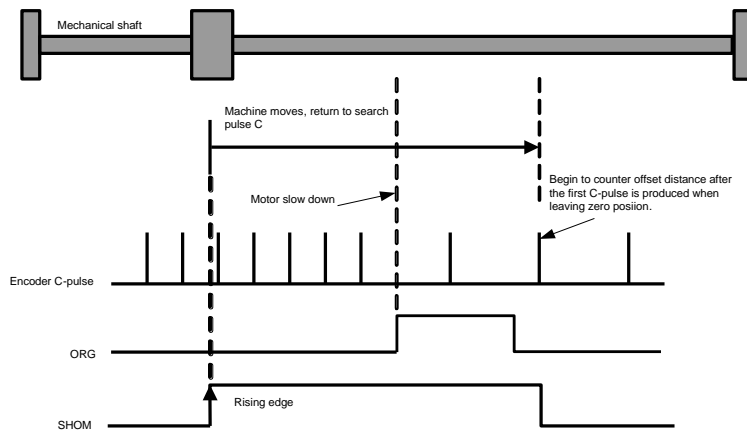 Mechanical shaft
Machine moves, return to search
pulse C
Begin to counter offset distance after
the first C-pulse is produced when
leaving zero posiion.
Motor slow down
Encoder C-pulse
ORG
Rising edge
SHOM